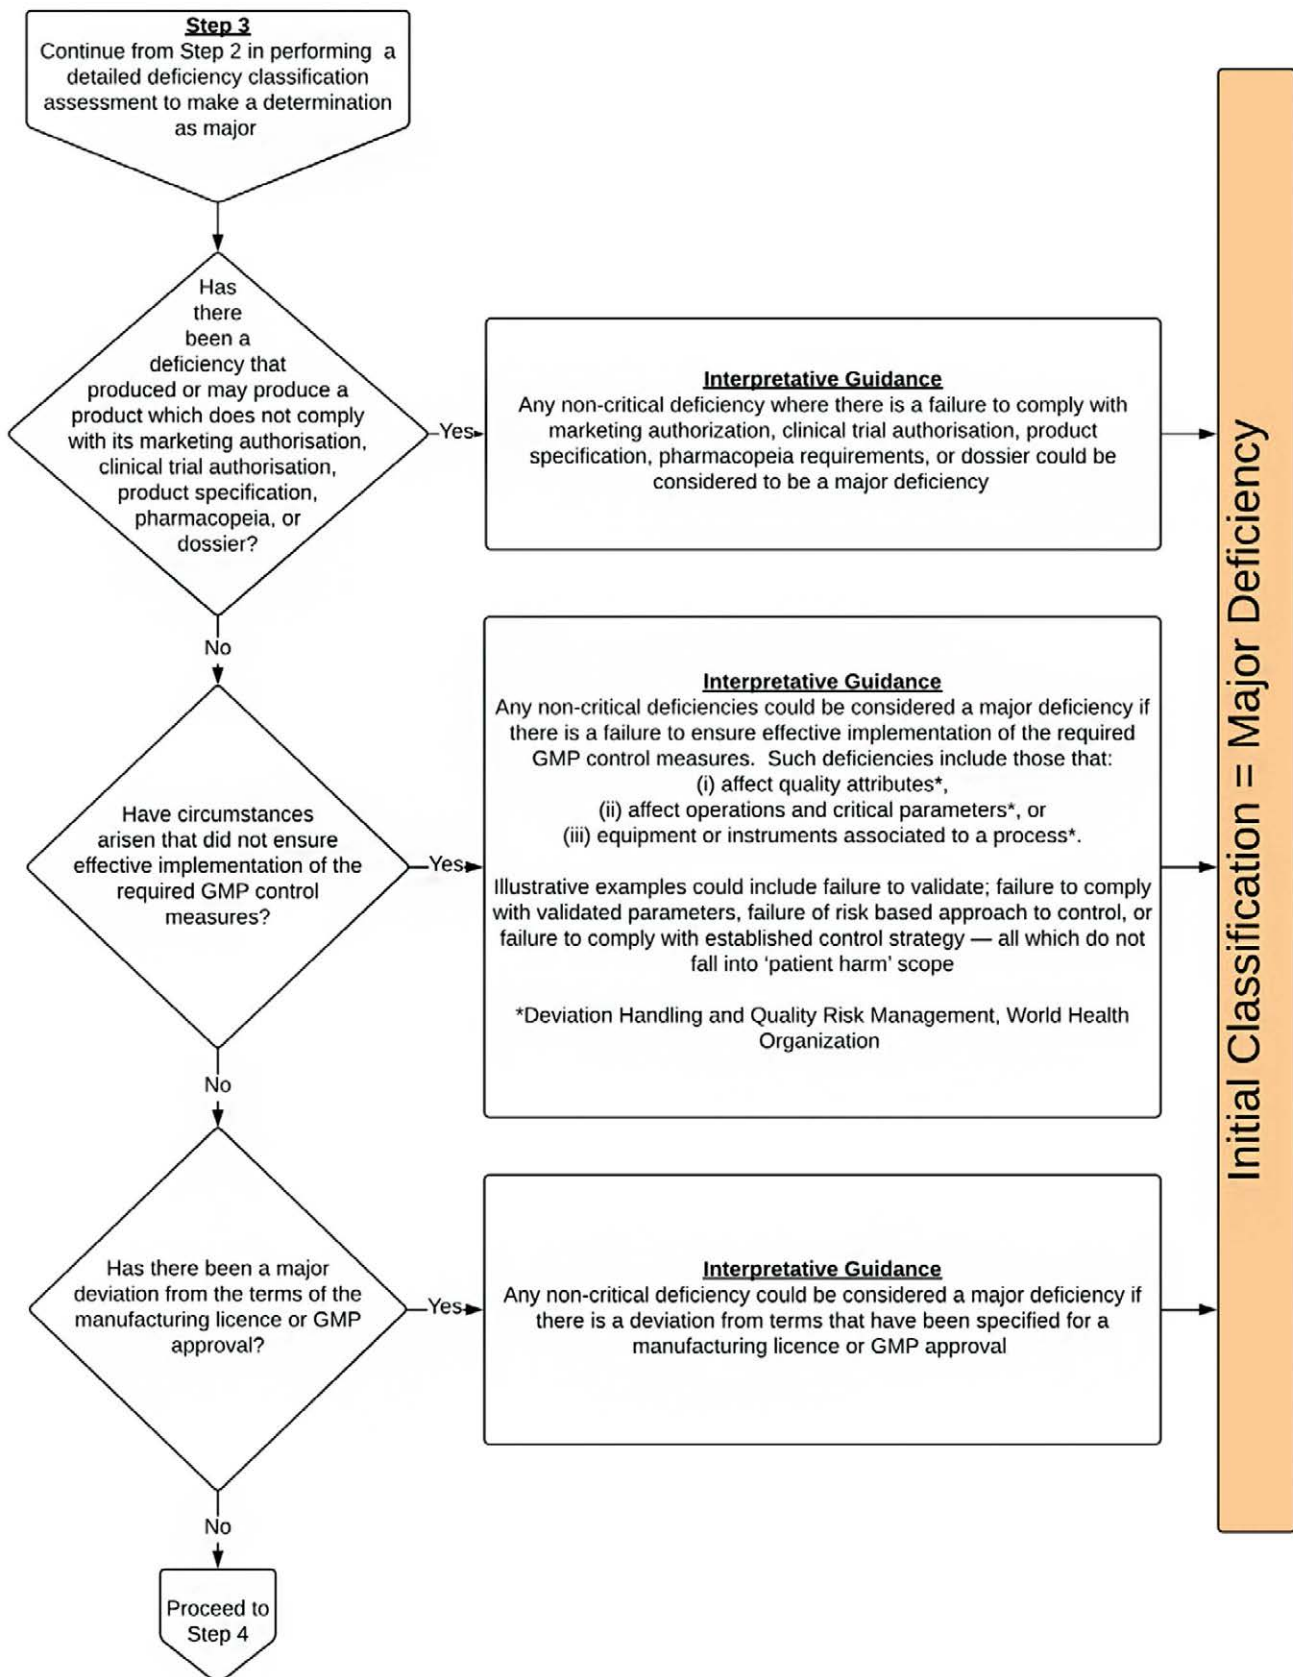 Step 3
Continue from Step 2 in performing a
detailed deficiency classification
assessment to make a determination
as major
Has
there
been a
deficiency that
produced or may produce a
product which does not comply
with its marketing authorisation,
clinical trial authorisation,
product specification,
pharmacopeia, or
dossier?
Yes
Interpretative Guidance
Any non-critical deficiency where there is a failure to comply with
marketing authorization, clinical trial authorisation, product
specification, pharmacopeia requirements, or dossier could be
considered to be a major deficiency
No
Have circumstances
arisen that did not ensure
effective implementation of the
required GMP control
measures?
Yes
Interpretative Guidance
Any non-critical deficiencies could be considered a major deficiency if
there is a failure to ensure effective implementation of the required
GMP control measures. Such deficiencies include those that:
(i) affect quality attributes*,
(ii) affect operations and critical parameters*, or
(iii) equipment or instruments associated to a process*.
Illustrative examples could include failure to validate; failure to comply
with validated parameters, failure of risk based approach to control, or
failure to comply with established control strategy — all which do not
fall into ‘patient harm’ scope
*Deviation Handling and Quality Risk Management, World Health
Organization
No
Has there been a major
deviation from the terms of the
manufacturing licence or GMP
approval?
Yes
Interpretative Guidance
Any non-critical deficiency could be considered a major deficiency if
there is a deviation from terms that have been specified for a
manufacturing licence or GMP approval
No
Proceed to
Step 4
Initial Classification = Major Deficiency